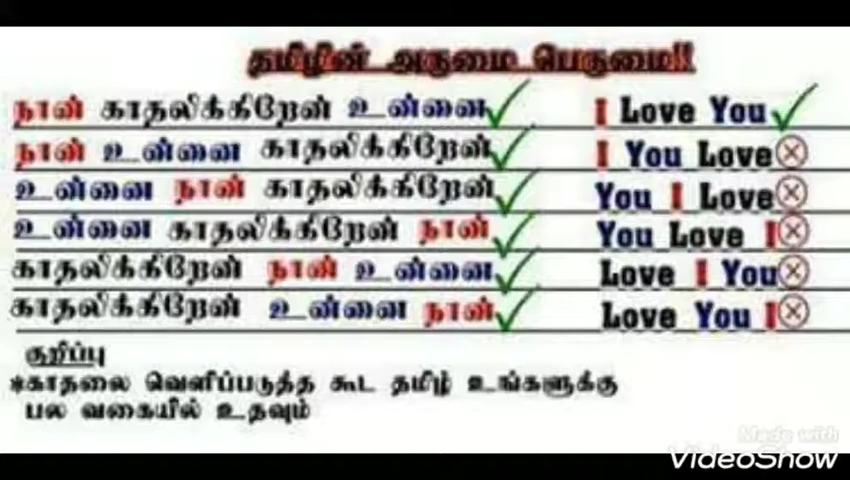 தமிழின் அருமை பெருமை!!
நான் காதலிக்கிறேன் உன்னை I Love You
நான் உன்னை காதலிக்கிறேன் I You Love
உன்னை நான் காதலிக்கிறேன் You I Love
உன்னை காதலிக்கிறேன் நான் You Love I
காதலிக்கிறேன் நான் உன்னை Love I You
காதலிக்கிறேன் உன்னை நான் Love You I
குறிப்பு
*காதலை வெளிப்படுத்த கூட தமிழ் உங்களுக்கு
பல வகையில் உதவும்
Made with
VideoShow